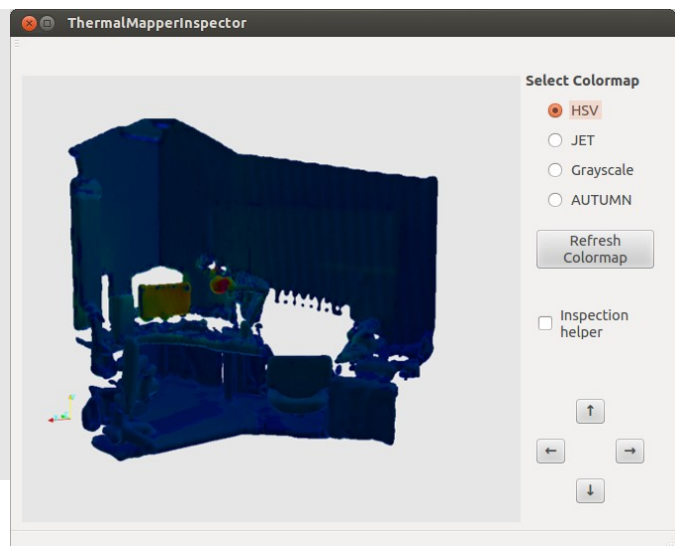 ThermalMapperInspector
Select Colormap
HSV
JET
Grayscale
AUTUMN
Refresh
Colormap
Inspection
helper
↑
← →
↓